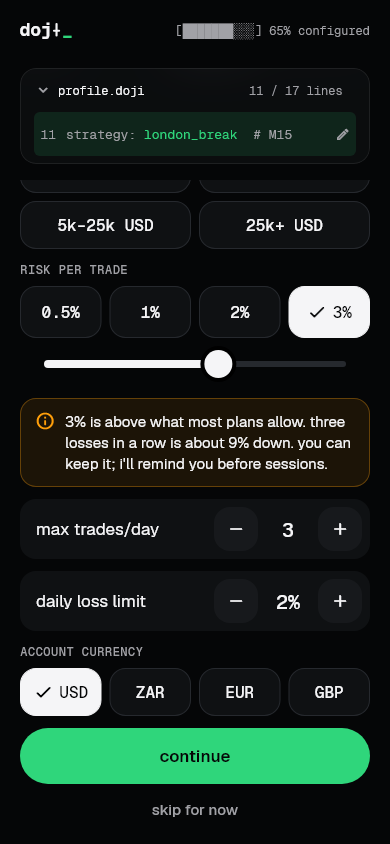 doji_
[███████░░░] 65% configured
profile.doji
11 / 17 lines
11 strategy: london_break # M15
5k-25k USD
25k+ USD
RISK PER TRADE
0.5%
1%
2%
3%
3% is above what most plans allow. three
losses in a row is about 9% down. you can
keep it; i'll remind you before sessions.
max trades/day
− 3 +
daily loss limit
− 2% +
ACCOUNT CURRENCY
USD
ZAR
EUR
GBP
continue
skip for now